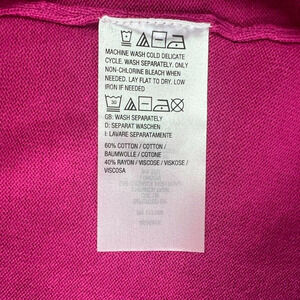 MACHINE WASH COLD DELICATE
CYCLE. WASH SEPARATELY. ONLY
NON-CHLORINE BLEACH WHEN
NEEDED. LAY FLAT TO DRY. LOW
IRON IF NEEDED
30
GB: WASH SEPARATELY
D: SEPARAT WASCHEN
I: LAVARE SEPARATAMENTE
60% COTTON / COTTON /
BAUMWOLLE / COTONE
40% RAYON / VISCOSE / VISKOSE /
VISCOSA